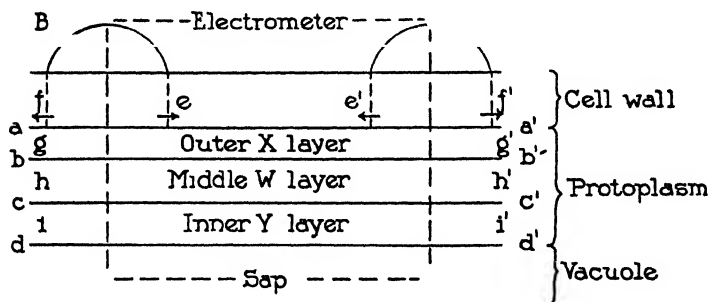 B Electrometer
f e e' f' Cell wall
a a'
g Outer X layer g'
b b'
h Middle W layer h' Protoplasm
c c'
i Inner Y layer i'
d d'
Sap Vacuole